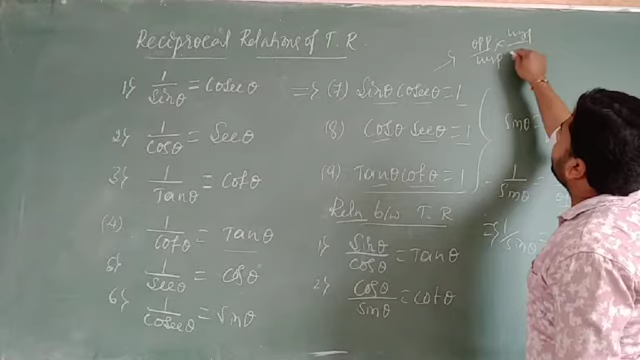 Reciprocal Relations of T.R
1} 1/Sinθ = Cosecθ
2} 1/Cosθ = Secθ
3} 1/Tanθ = Cotθ
(4) 1/Cotθ = Tanθ
5} 1/Secθ = Cosθ
6} 1/Cosecθ = Sinθ
=> (7) Sinθ Cosecθ = 1
(8) Cosθ Secθ = 1
(9) Tanθ Cotθ = 1
Reln b/w T.R
1} Sinθ/Cosθ = Tanθ
2} Cosθ/Sinθ = Cotθ
opp/hyp × hyp
Sinθ =
1/Sinθ =
=> 1/Sinθ =